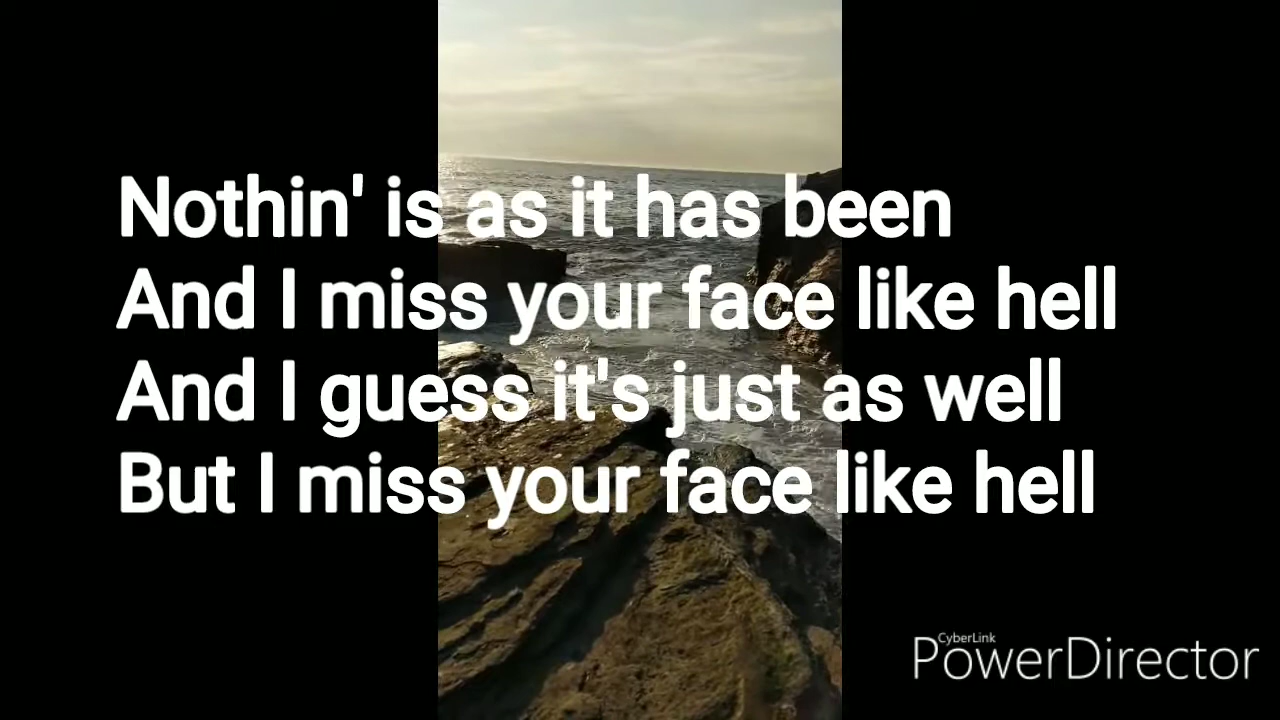 Nothin' is as it has been
And I miss your face like hell
And I guess it's just as well
But I miss your face like hell
CyberLink
PowerDirector